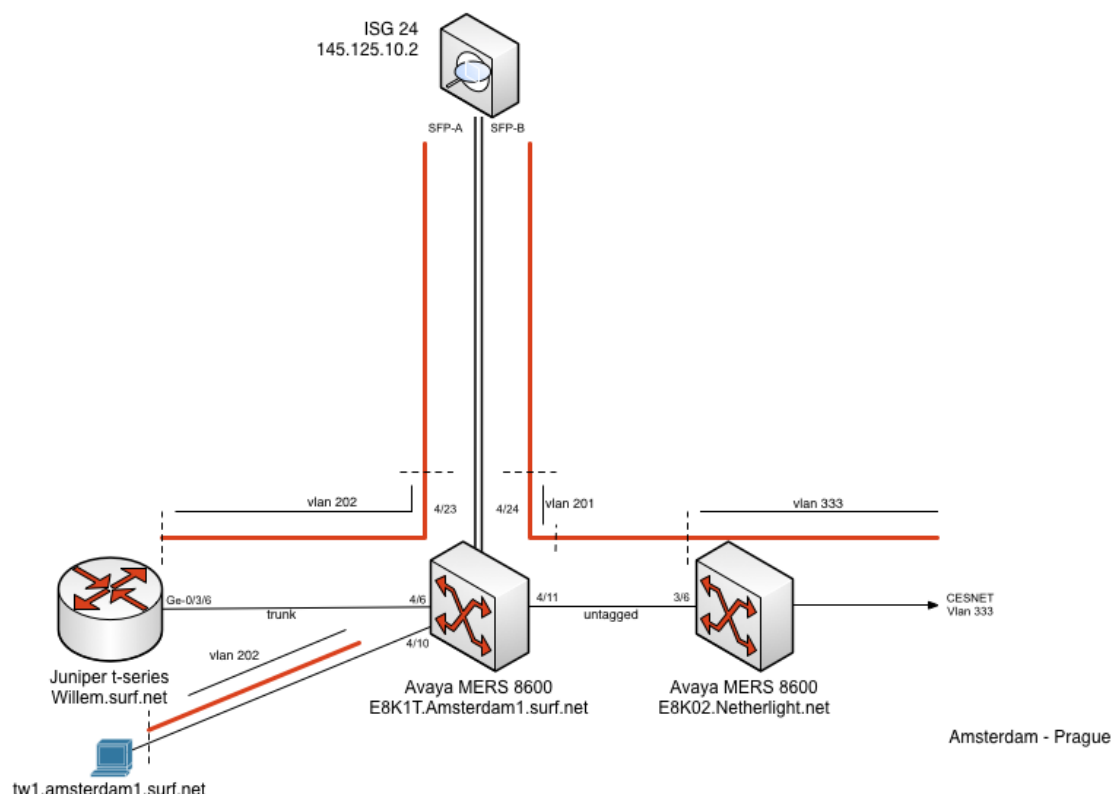 ISG 24
145.125.10.2
SFP-A
SFP-B
vlan 202
4/23
4/24
vlan 201
vlan 333
Ge-0/3/6
trunk
4/6
4/11
untagged
3/6
CESNET
Vlan 333
4/10
vlan 202
Juniper t-series
Willem.surf.net
Avaya MERS 8600
E8K1T.Amsterdam1.surf.net
Avaya MERS 8600
E8K02.Netherlight.net
Amsterdam - Prague
tw1.amsterdam1.surf.net